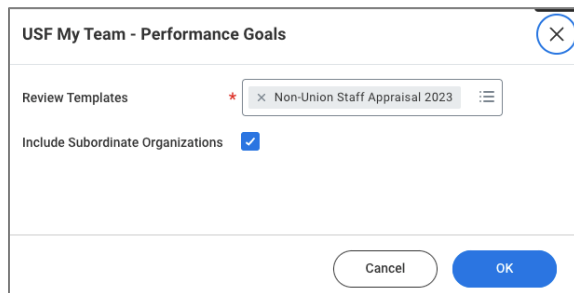 USF My Team - Performance Goals
Review Templates * × Non-Union Staff Appraisal 2023
Include Subordinate Organizations
Cancel OK